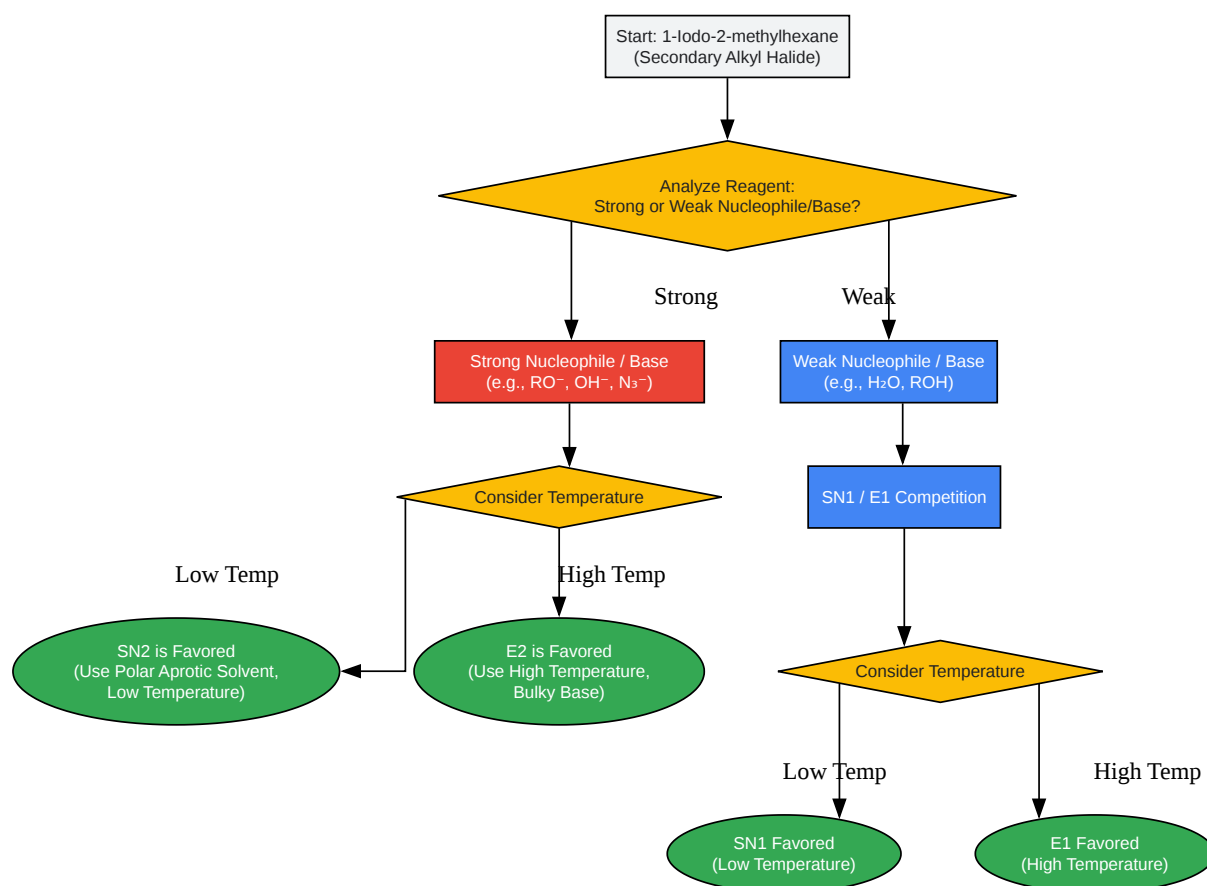 Start: 1-Iodo-2-methylhexane
(Secondary Alkyl Halide)
Analyze Reagent:
Strong or Weak Nucleophile/Base?
Strong
Weak
Strong Nucleophile / Base
(e.g., RO⁻, OH⁻, N₃⁻)
Weak Nucleophile / Base
(e.g., H₂O, ROH)
Consider Temperature
SN1 / E1 Competition
Low Temp
High Temp
SN2 is Favored
(Use Polar Aprotic Solvent,
Low Temperature)
E2 is Favored
(Use High Temperature,
Bulky Base)
Consider Temperature
Low Temp
High Temp
SN1 Favored
(Low Temperature)
E1 Favored
(High Temperature)